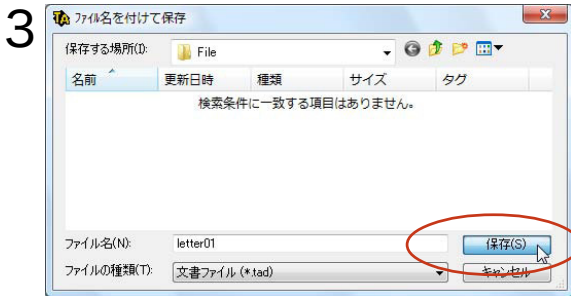 3
ファイル名を付けて保存
保存する場所(I):
File
名前 更新日時 種類 サイズ タグ
検索条件に一致する項目はありません。
ファイル名(N): letter01 保存(S)
ファイルの種類(T): 文書ファイル (*.tad) キャンセル